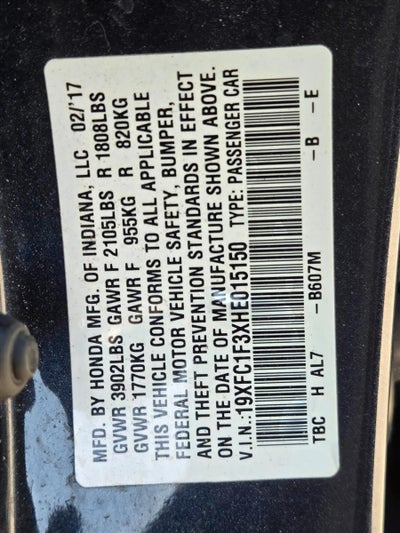 MFD. BY HONDA MFG. OF INDIANA, LLC 02/'17
GVWR 3902LBS GAWR F 2105LBS R 1808LBS
GVWR 1770KG GAWR F 955KG R 820KG
THIS VEHICLE CONFORMS TO ALL APPLICABLE
FEDERAL MOTOR VEHICLE SAFETY, BUMPER,
AND THEFT PREVENTION STANDARDS IN EFFECT
ON THE DATE OF MANUFACTURE SHOWN ABOVE.
V.I.N.:19XFC1F3XHE015150 TYPE: PASSENGER CAR
TBC H AL7 –B607M –B –E